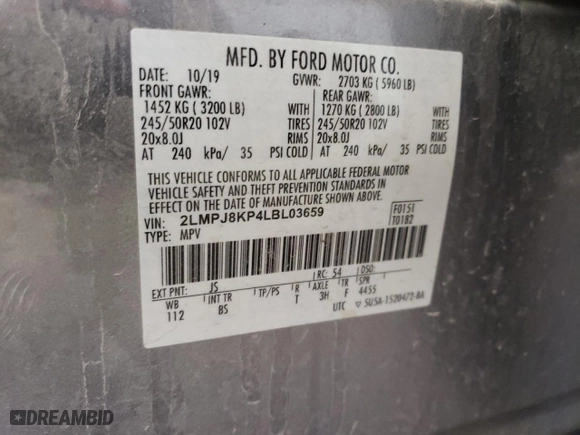 MFD. BY FORD MOTOR CO.
DATE: 10/19 GVWR: 2703 KG ( 5960 LB)
FRONT GAWR: REAR GAWR:
1452 KG ( 3200 LB) WITH 1270 KG ( 2800 LB) WITH
245/50R20 102V TIRES 245/50R20 102V TIRES
20x8.0J RIMS 20x8.0J RIMS
AT 240 kPa/ 35 PSI COLD AT 240 kPa/ 35 PSI COLD
THIS VEHICLE CONFORMS TO ALL APPLICABLE FEDERAL MOTOR
VEHICLE SAFETY AND THEFT PREVENTION STANDARDS IN
EFFECT ON THE DATE OF MANUFACTURE SHOWN ABOVE.
VIN: 2LMPJ8KP4LBL03659 F0151
TYPE: MPV T0182
EXT PNT: JS RC: 54 DSO:
WB INT TR TP/PS R AXLE TR SPR
112 BS T 3H F 4455
UTC ▽ 5U5A-1520472-BA
DREAMBID